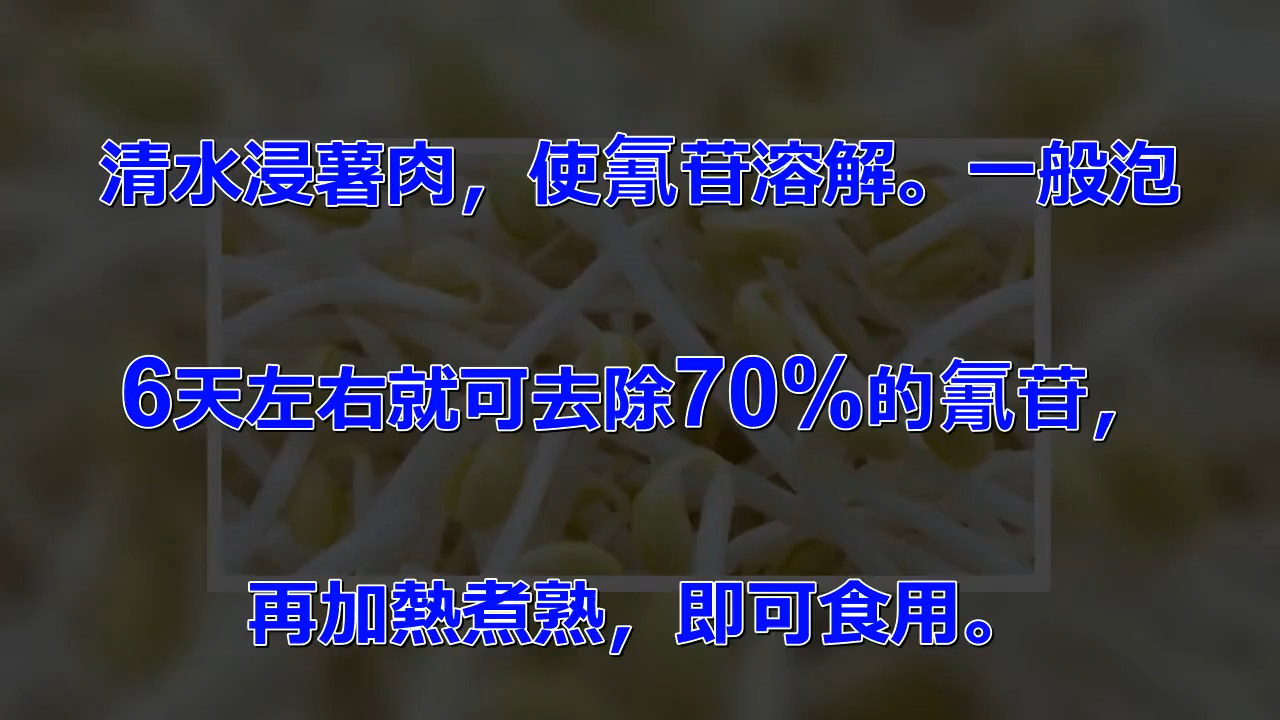 清水浸薯肉，使氰苷溶解。一般泡
6天左右就可去除70%的氰苷，
再加熱煮熟，即可食用。